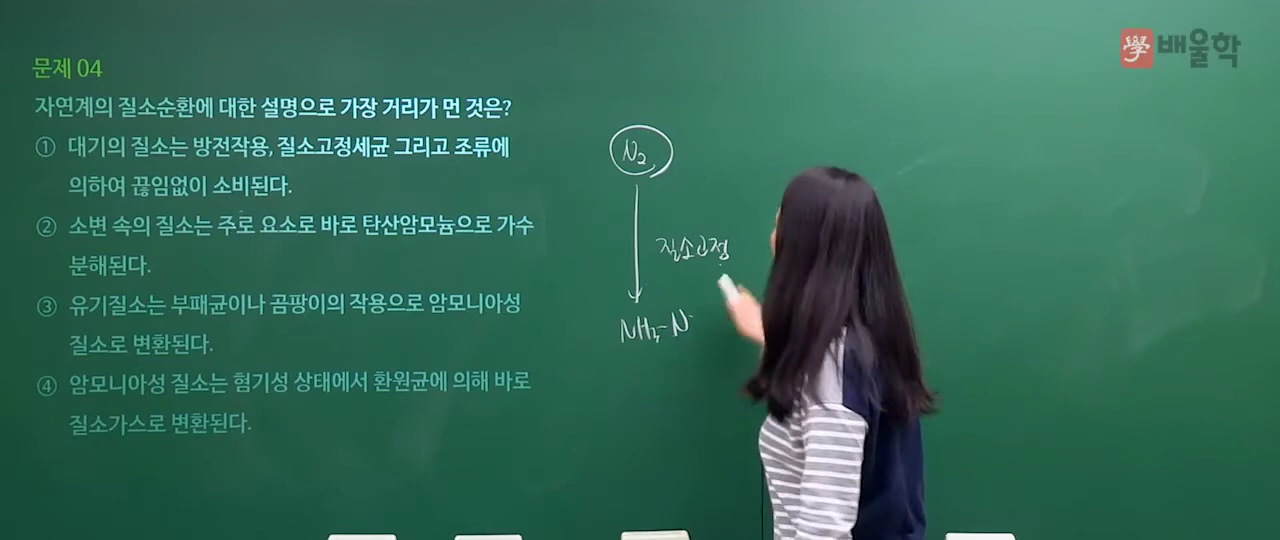 學 배울학
문제 04
자연계의 질소순환에 대한 설명으로 가장 거리가 먼 것은?
① 대기의 질소는 방전작용, 질소고정세균 그리고 조류에
의하여 끊임없이 소비된다.
② 소변 속의 질소는 주로 요소로 바로 탄산암모늄으로 가수
분해된다.
③ 유기질소는 부패균이나 곰팡이의 작용으로 암모니아성
질소로 변환된다.
④ 암모니아성 질소는 혐기성 상태에서 환원균에 의해 바로
질소가스로 변환된다.
N₂
질소고정
NH₃-N